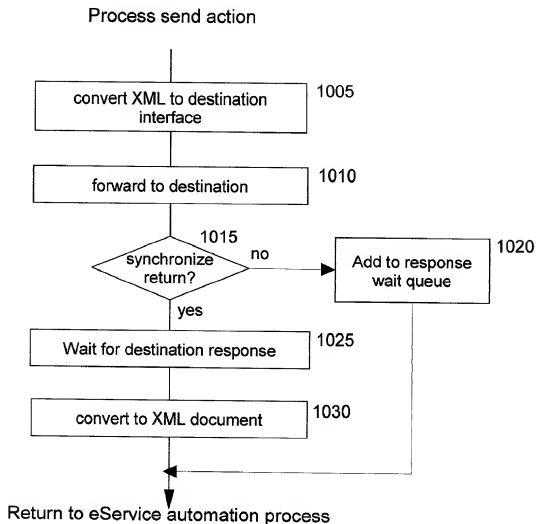 Process send action
convert XML to destination
interface
1005
forward to destination
1010
1015
synchronize
return?
no
Add to response
wait queue
1020
yes
Wait for destination response
1025
convert to XML document
1030
Return to eService automation process